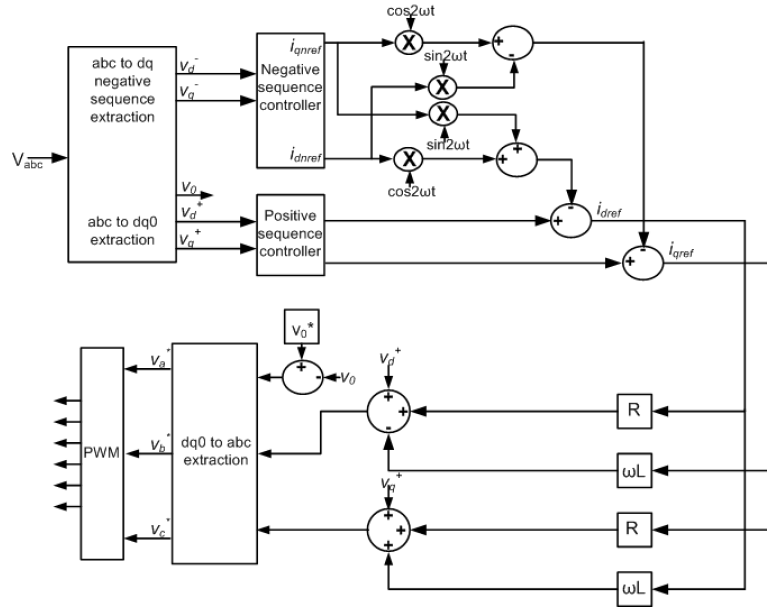 cos2ωt
abc to dq
negative
sequence
extraction
v_d^-
v_q^-
Negative
sequence
controller
i_qnref
i_dnref
X
+
-
sin2ωt
X
X
sin2ωt
+
+
X
cos2ωt
V_abc
v_0
v_d^+
v_q^+
abc to dq0
extraction
Positive
sequence
controller
-
+
i_dref
-
+
i_qref
v_0*
+
-
v_0
v_a^*
v_b^*
v_c^*
PWM
dq0 to abc
extraction
v_d^+
+
+
-
R
ωL
v_q^+
+
+
+
R
ωL